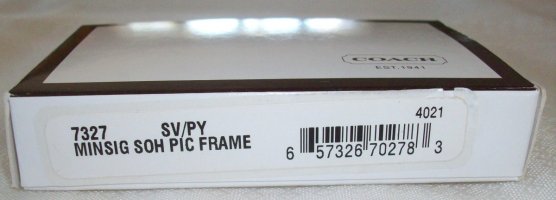 COACH
EST. 1941
4021
7327 SV/PY
MINSIG SOH PIC FRAME
6 57326 70278 3